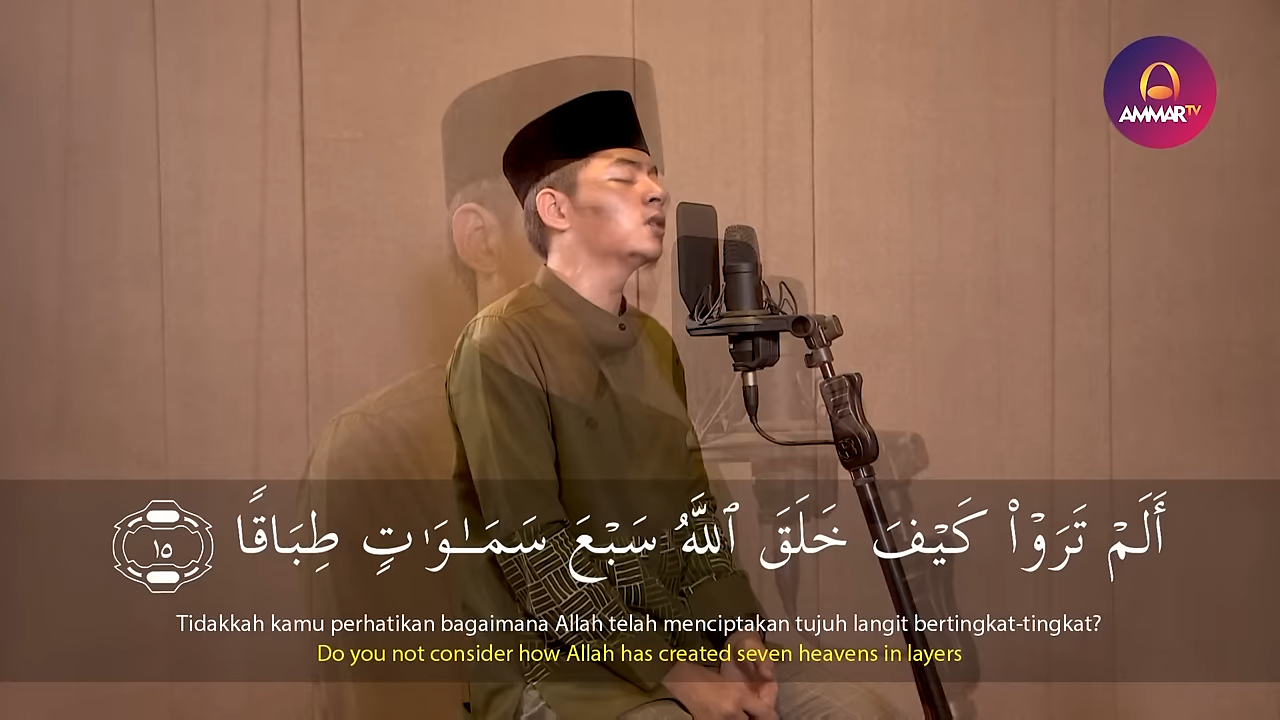 AMMARTV
أَلَمْ تَرَوْا۟ كَيْفَ خَلَقَ ٱللَّهُ سَبْعَ سَمَـٰوَٰتٍ طِبَاقًا ١٥
Tidakkah kamu perhatikan bagaimana Allah telah menciptakan tujuh langit bertingkat-tingkat?
Do you not consider how Allah has created seven heavens in layers